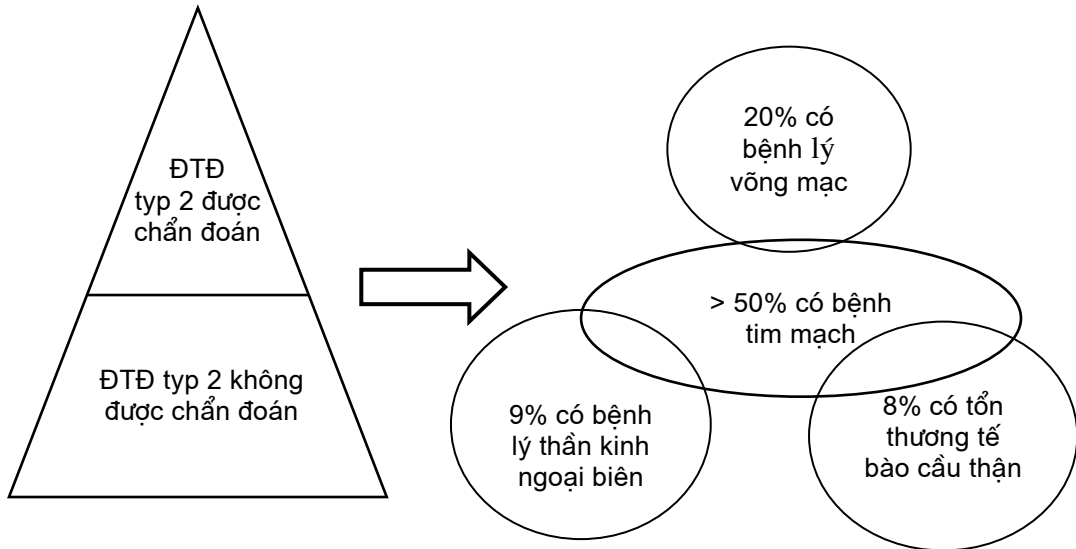 ĐTĐ
typ 2 được
chẩn đoán
ĐTĐ typ 2 không
được chẩn đoán
20% có
bệnh lý
võng mạc
> 50% có bệnh
tim mạch
9% có bệnh
lý thần kinh
ngoại biên
8% có tổn
thương tế
bào cầu thận